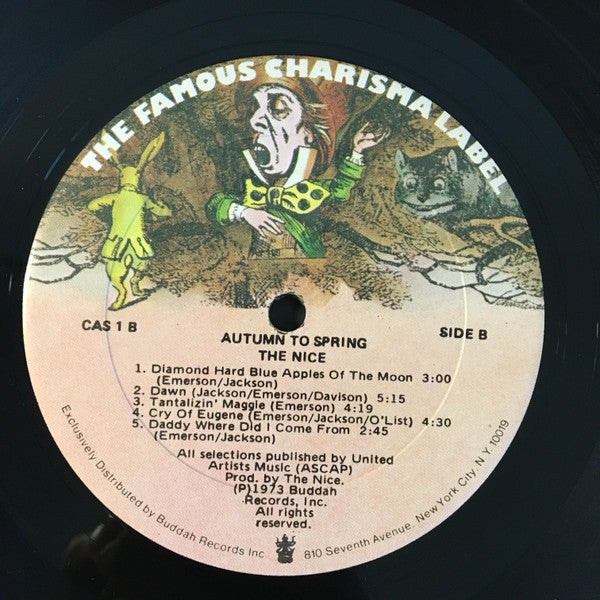 THE FAMOUS CHARISMA LABEL
CAS 1 B
SIDE B
AUTUMN TO SPRING
THE NICE
1. Diamond Hard Blue Apples Of The Moon 3:00
(Emerson/Jackson)
2. Dawn (Jackson/Emerson/Davison) 5:15
3. Tantalizin' Maggie (Emerson) 4:19
4. Cry Of Eugene (Emerson/Jackson/O'List) 4:30
5. Daddy Where Did I Come From 2:45
(Emerson/Jackson)
All selections published by United
Artists Music (ASCAP)
Prod. by The Nice.
(P)1973 Buddah
Records, Inc.
All rights
reserved.
Exclusively Distributed by Buddah Records Inc 810 Seventh Avenue. New York City, N.Y. 10019